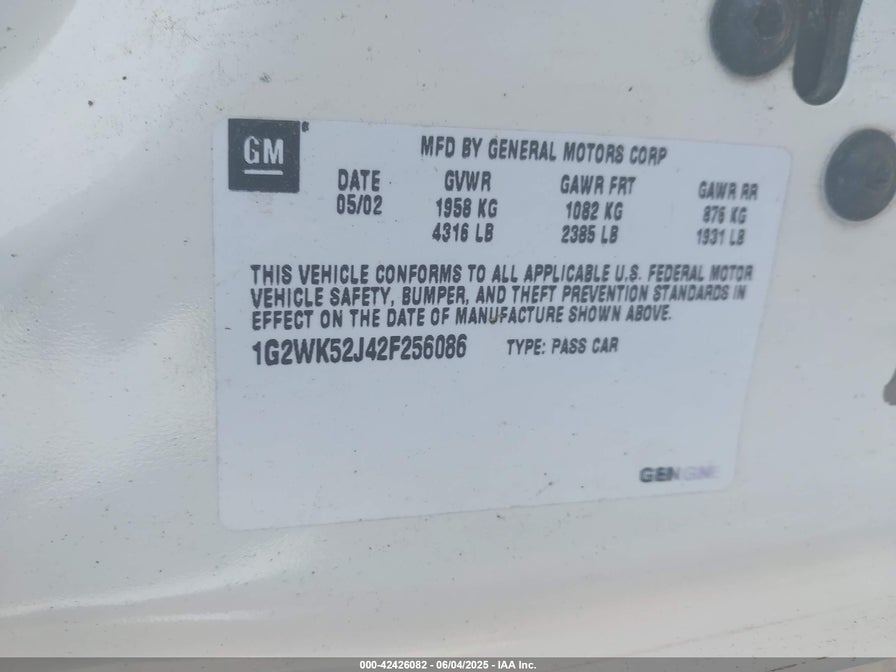 GM
MFD BY GENERAL MOTORS CORP
DATE GVWR GAWR FRT GAWR RR
05/02 1958 KG 1082 KG 876 KG
4316 LB 2385 LB 1931 LB
THIS VEHICLE CONFORMS TO ALL APPLICABLE U.S. FEDERAL MOTOR
VEHICLE SAFETY, BUMPER, AND THEFT PREVENTION STANDARDS IN
EFFECT ON THE DATE OF MANUFACTURE SHOWN ABOVE.
1G2WK52J42F256086 TYPE: PASS CAR
000-42426082 - 06/04/2025 - IAA Inc.